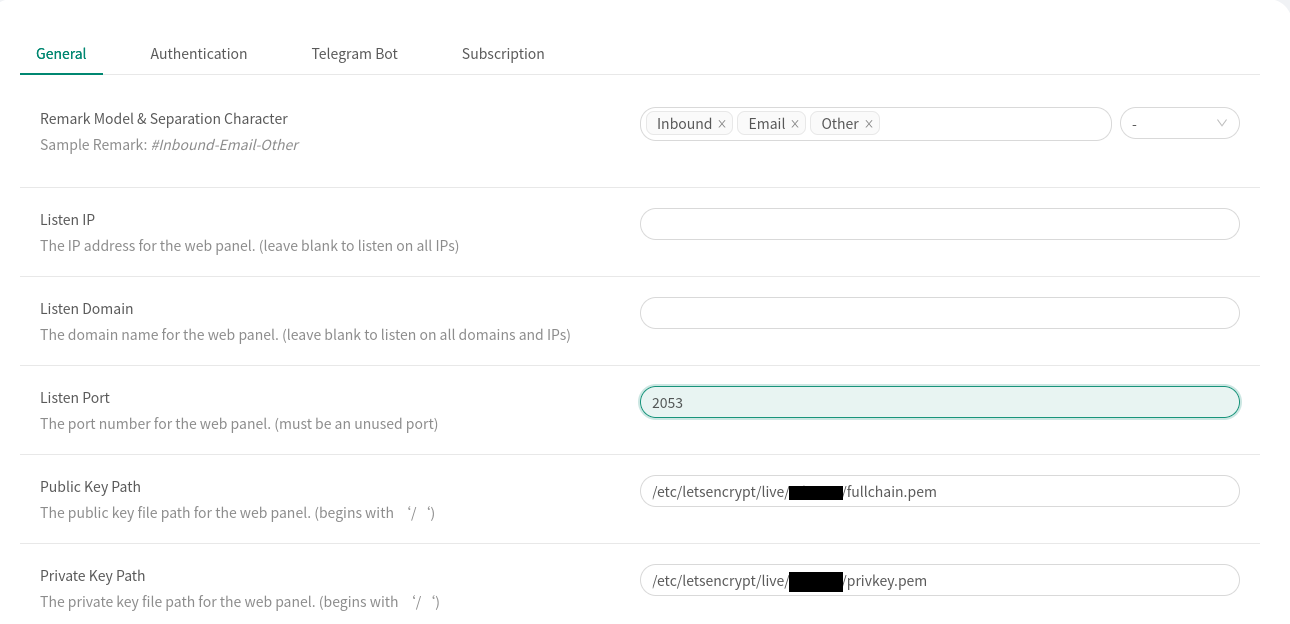 General Authentication Telegram Bot Subscription
Remark Model & Separation Character
Sample Remark: #Inbound-Email-Other
Inbound × Email × Other × -
Listen IP
The IP address for the web panel. (leave blank to listen on all IPs)
Listen Domain
The domain name for the web panel. (leave blank to listen on all domains and IPs)
Listen Port
The port number for the web panel. (must be an unused port)
2053
Public Key Path
The public key file path for the web panel. (begins with ‘/‘)
/etc/letsencrypt/live/ /fullchain.pem
Private Key Path
The private key file path for the web panel. (begins with ‘/‘)
/etc/letsencrypt/live/ /privkey.pem